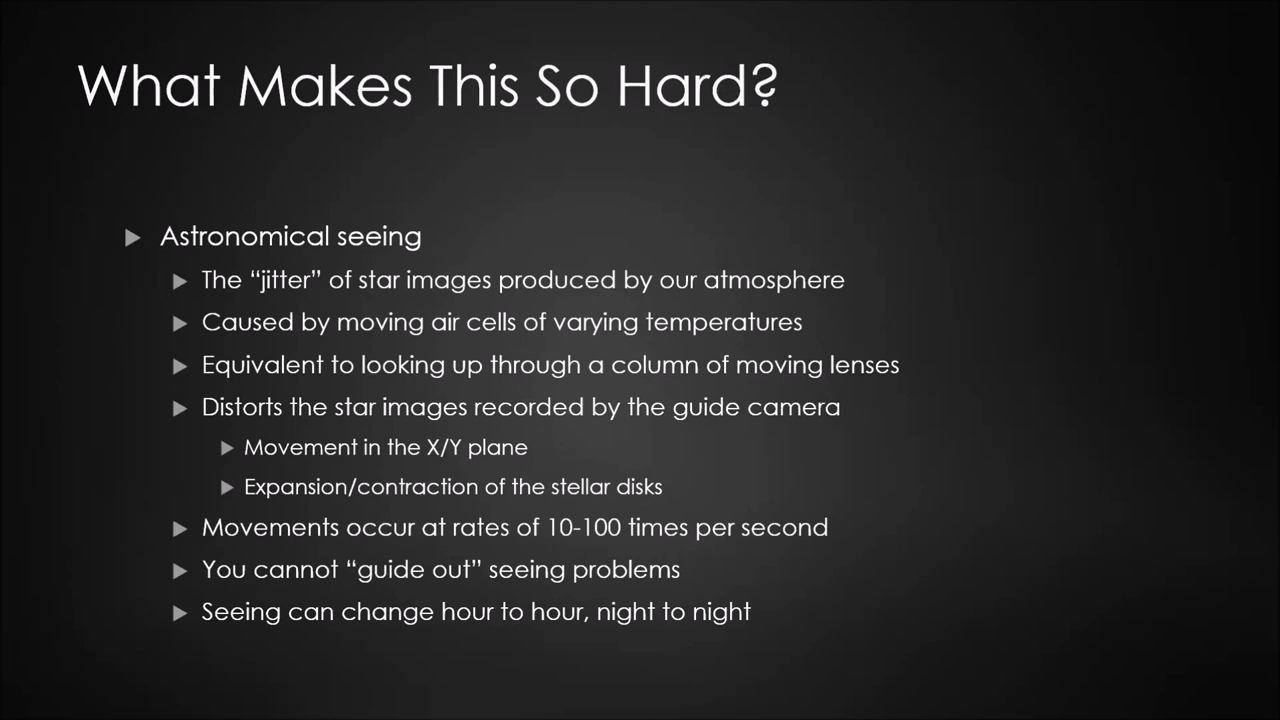 What Makes This So Hard?
Astronomical seeing
The “jitter” of star images produced by our atmosphere
Caused by moving air cells of varying temperatures
Equivalent to looking up through a column of moving lenses
Distorts the star images recorded by the guide camera
Movement in the X/Y plane
Expansion/contraction of the stellar disks
Movements occur at rates of 10-100 times per second
You cannot “guide out” seeing problems
Seeing can change hour to hour, night to night